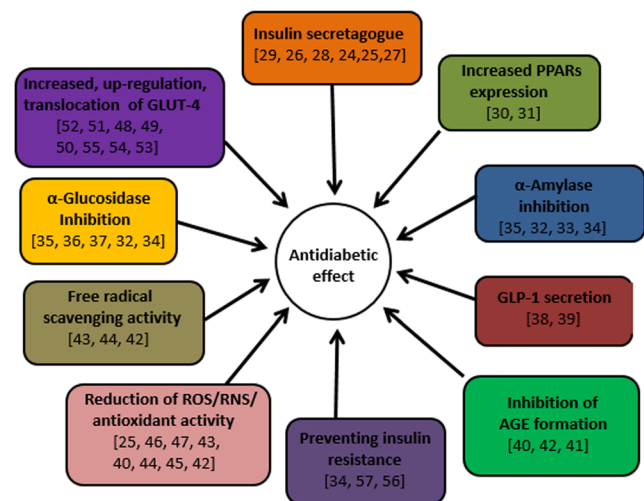 Insulin secretagogue
[29, 26, 28, 24,25,27]
Increased, up-regulation,
translocation of GLUT-4
[52, 51, 48, 49,
50, 55, 54, 53]
Increased PPARs
expression
[30, 31]
α-Glucosidase
Inhibition
[35, 36, 37, 32, 34]
α-Amylase
inhibition
[35, 32, 33, 34]
Antidiabetic
effect
Free radical
scavenging activity
[43, 44, 42]
GLP-1 secretion
[38, 39]
Reduction of ROS/RNS/
antioxidant activity
[25, 46, 47, 43,
40, 44, 45, 42]
Preventing insulin
resistance
[34, 57, 56]
Inhibition of
AGE formation
[40, 42, 41]